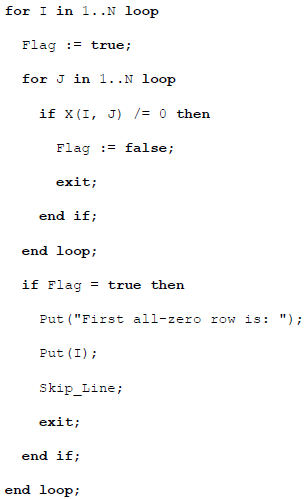 for I in 1..N loop
  Flag := true;
  for J in 1..N loop
    if X(I, J) /= 0 then
      Flag := false;
      exit;
    end if;
  end loop;
  if Flag = true then
    Put("First all-zero row is: ");
    Put(I);
    Skip_Line;
    exit;
  end if;
end loop;